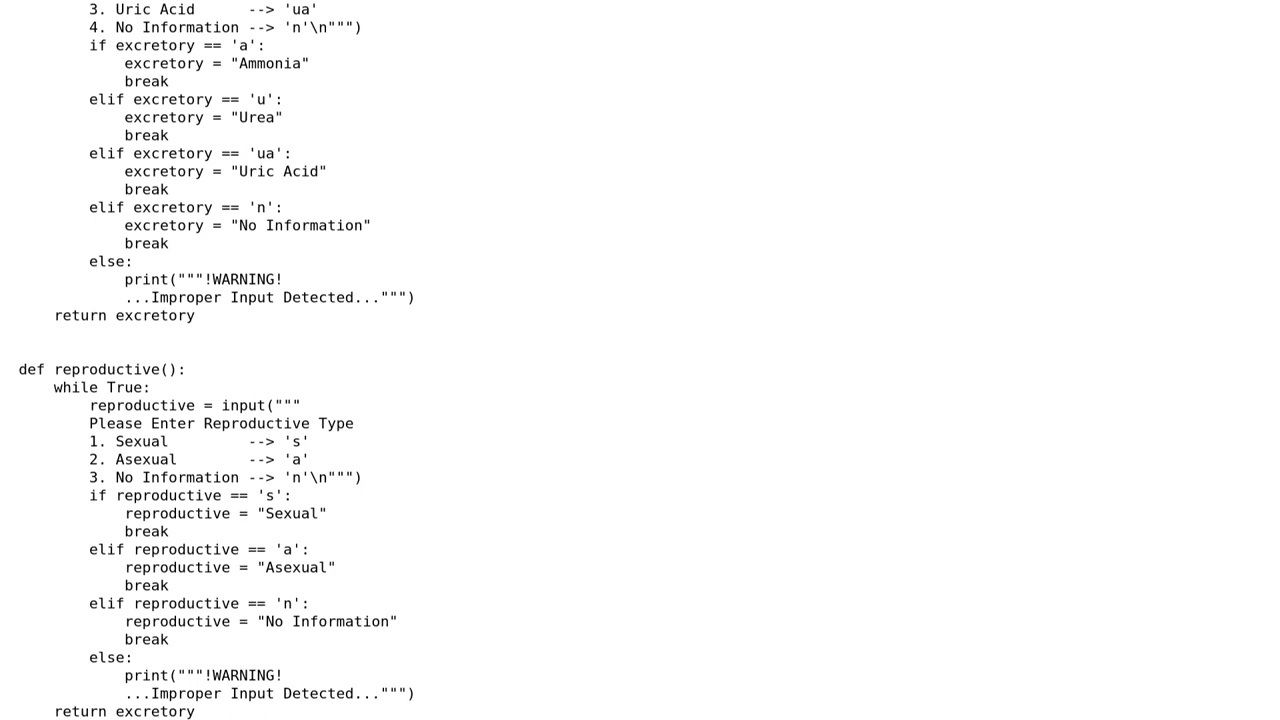 3. Uric Acid      --> 'ua'
        4. No Information --> 'n'\n""")
        if excretory == 'a':
            excretory = "Ammonia"
            break
        elif excretory == 'u':
            excretory = "Urea"
            break
        elif excretory == 'ua':
            excretory = "Uric Acid"
            break
        elif excretory == 'n':
            excretory = "No Information"
            break
        else:
            print("""!WARNING!
            ...Improper Input Detected...""")
    return excretory


def reproductive():
    while True:
        reproductive = input("""
        Please Enter Reproductive Type
        1. Sexual         --> 's'
        2. Asexual        --> 'a'
        3. No Information --> 'n'\n""")
        if reproductive == 's':
            reproductive = "Sexual"
            break
        elif reproductive == 'a':
            reproductive = "Asexual"
            break
        elif reproductive == 'n':
            reproductive = "No Information"
            break
        else:
            print("""!WARNING!
            ...Improper Input Detected...""")
    return excretory